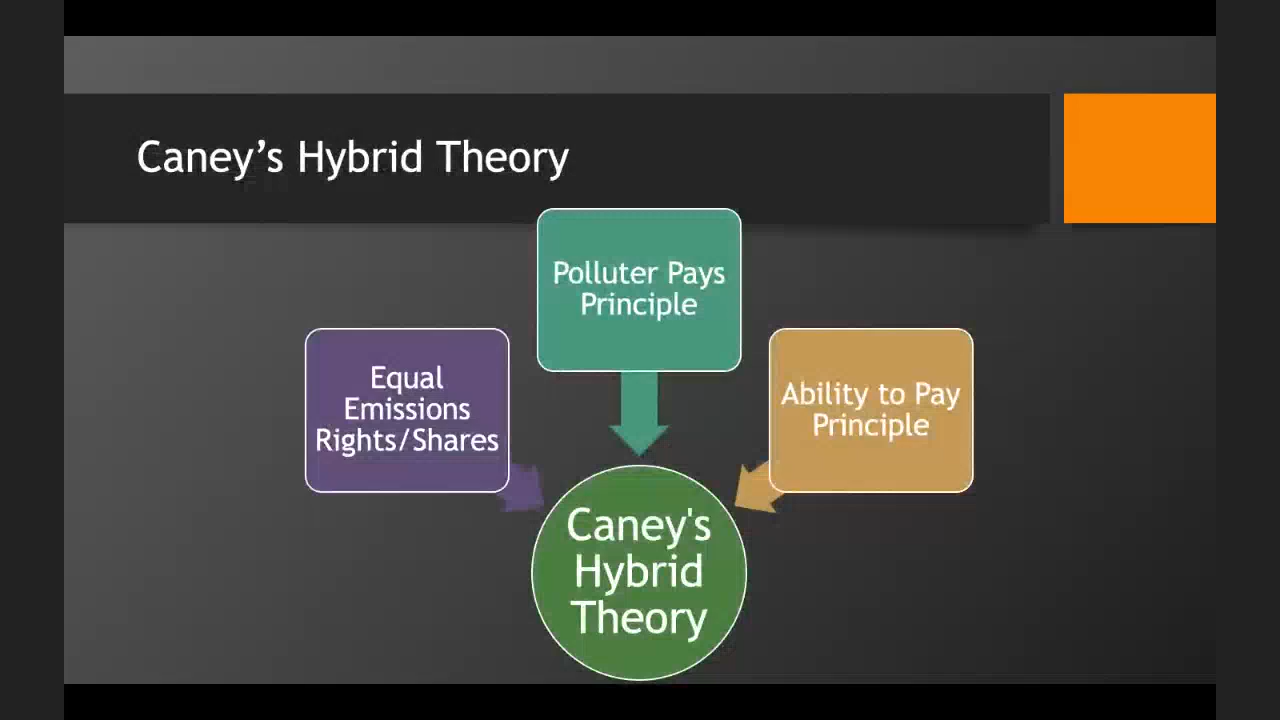 Caney’s Hybrid Theory
Polluter Pays
Principle
Equal
Emissions
Rights/Shares
Ability to Pay
Principle
Caney's
Hybrid
Theory